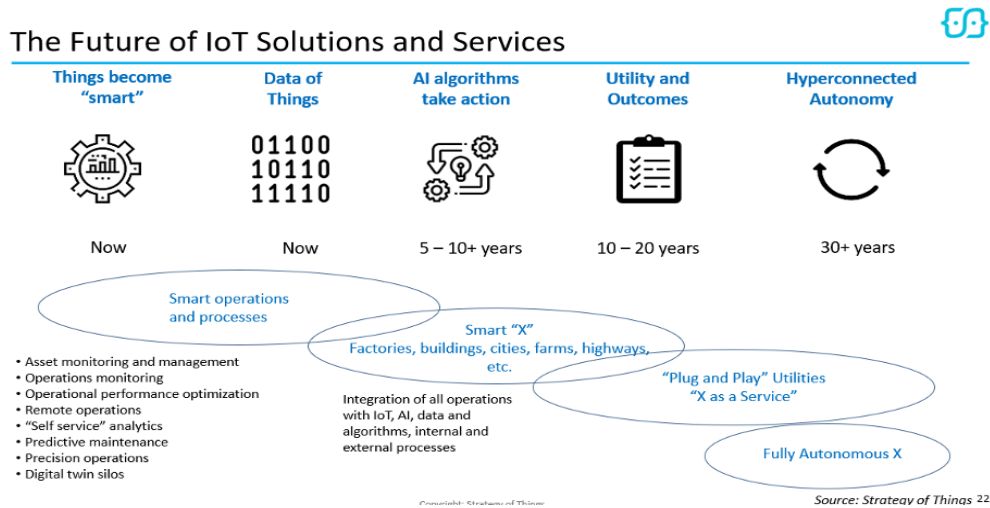 The Future of IoT Solutions and Services
Things become
“smart”
Data of
Things
AI algorithms
take action
Utility and
Outcomes
Hyperconnected
Autonomy
01100
10110
11110
Now
Now
5 – 10+ years
10 – 20 years
30+ years
Smart operations
and processes
Smart “X”
Factories, buildings, cities, farms, highways,
etc.
“Plug and Play” Utilities
“X as a Service”
Fully Autonomous X
• Asset monitoring and management
• Operations monitoring
• Operational performance optimization
• Remote operations
• “Self service” analytics
• Predictive maintenance
• Precision operations
• Digital twin silos
Integration of all operations
with IoT, AI, data and
algorithms, internal and
external processes
Copyright: Strategy of Things
Source: Strategy of Things 22